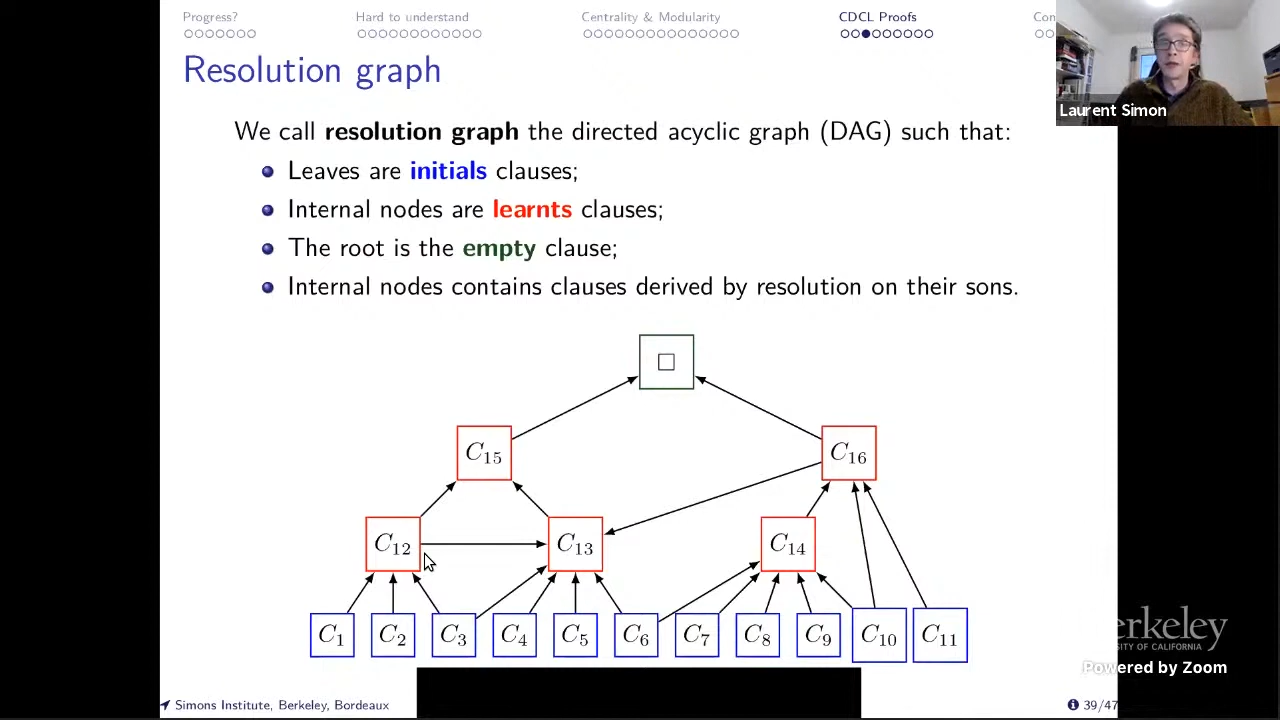 Progress?
Hard to understand
Centrality & Modularity
CDCL Proofs
Con
Resolution graph
Laurent Simon
We call resolution graph the directed acyclic graph (DAG) such that:
Leaves are initials clauses;
Internal nodes are learnts clauses;
The root is the empty clause;
Internal nodes contains clauses derived by resolution on their sons.
□
C15
C16
C12
C13
C14
C1 C2 C3 C4 C5 C6 C7 C8 C9 C10 C11
erkeley
SITY OF CALIFORNIA
Powered by Zoom
Simons Institute, Berkeley, Bordeaux
39/47